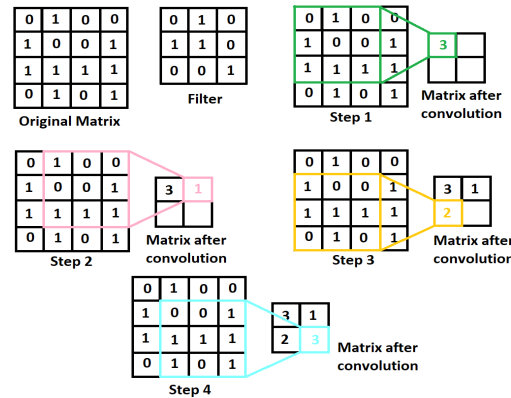 0 1 0 0
1 0 0 1
1 1 1 1
0 1 0 1
Original Matrix
0 1 0
1 1 0
0 0 1
Filter
0 1 0 0
1 0 0 1
1 1 1 1
0 1 0 1
Step 1
3
Matrix after
convolution
0 1 0 0
1 0 0 1
1 1 1 1
0 1 0 1
Step 2
3 1
Matrix after
convolution
0 1 0 0
1 0 0 1
1 1 1 1
0 1 0 1
Step 3
3 1
2
Matrix after
convolution
0 1 0 0
1 0 0 1
1 1 1 1
0 1 0 1
Step 4
3 1
2 3
Matrix after
convolution